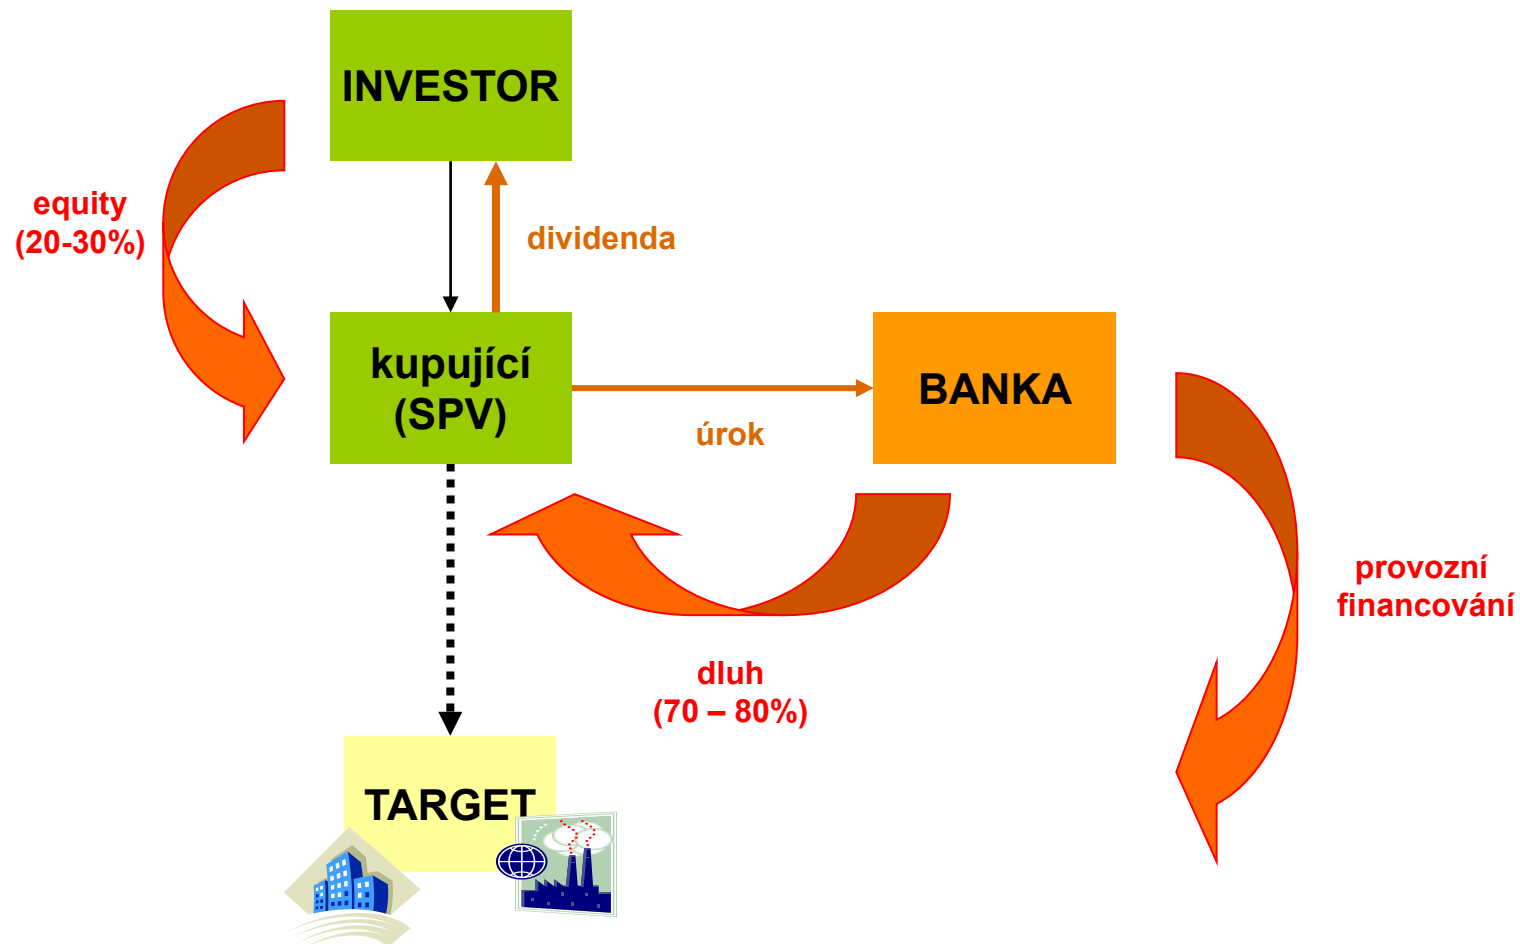 INVESTOR
equity
(20-30%)
dividenda
kupující
(SPV)
BANKA
úrok
provozní
financování
dluh
(70 – 80%)
TARGET